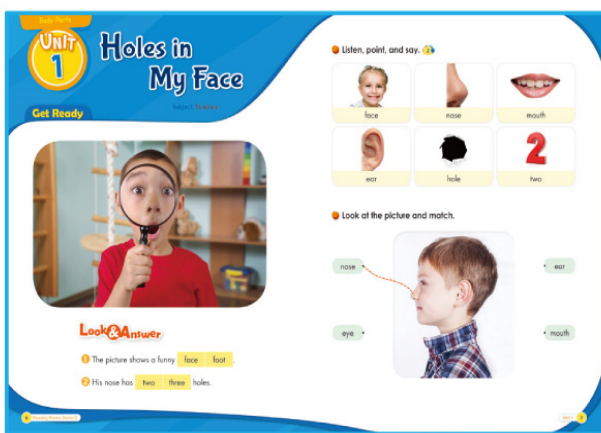 Body Parts
UNIT
1
Holes in
My Face
Subject: Science
Get Ready
Look&Answer
1 The picture shows a funny face foot .
2 His nose has two three holes.
Listen, point, and say.
face
nose
mouth
ear
hole
two
2
Look at the picture and match.
nose
ear
eye
mouth